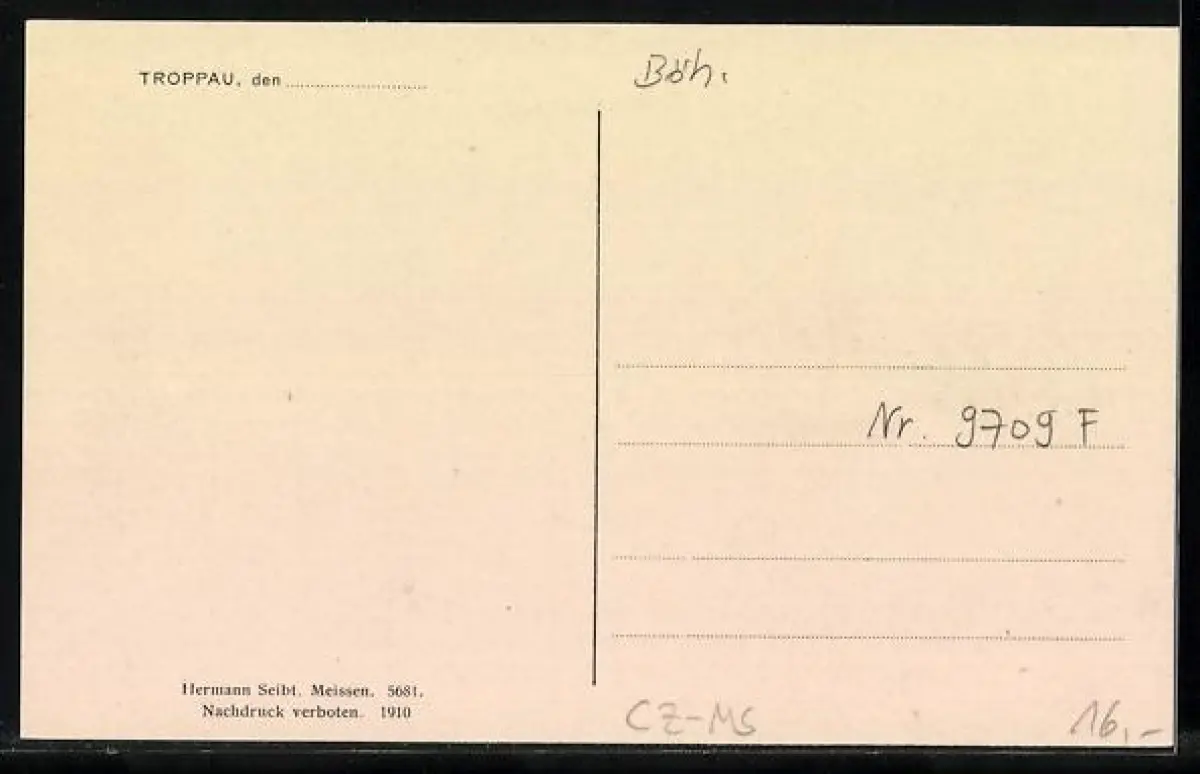 TROPPAU, den
Böh.
Nr. 9709 F
Hermann Seibt, Meissen. 5681.
Nachdruck verboten. 1910
CZ-MS
16,-